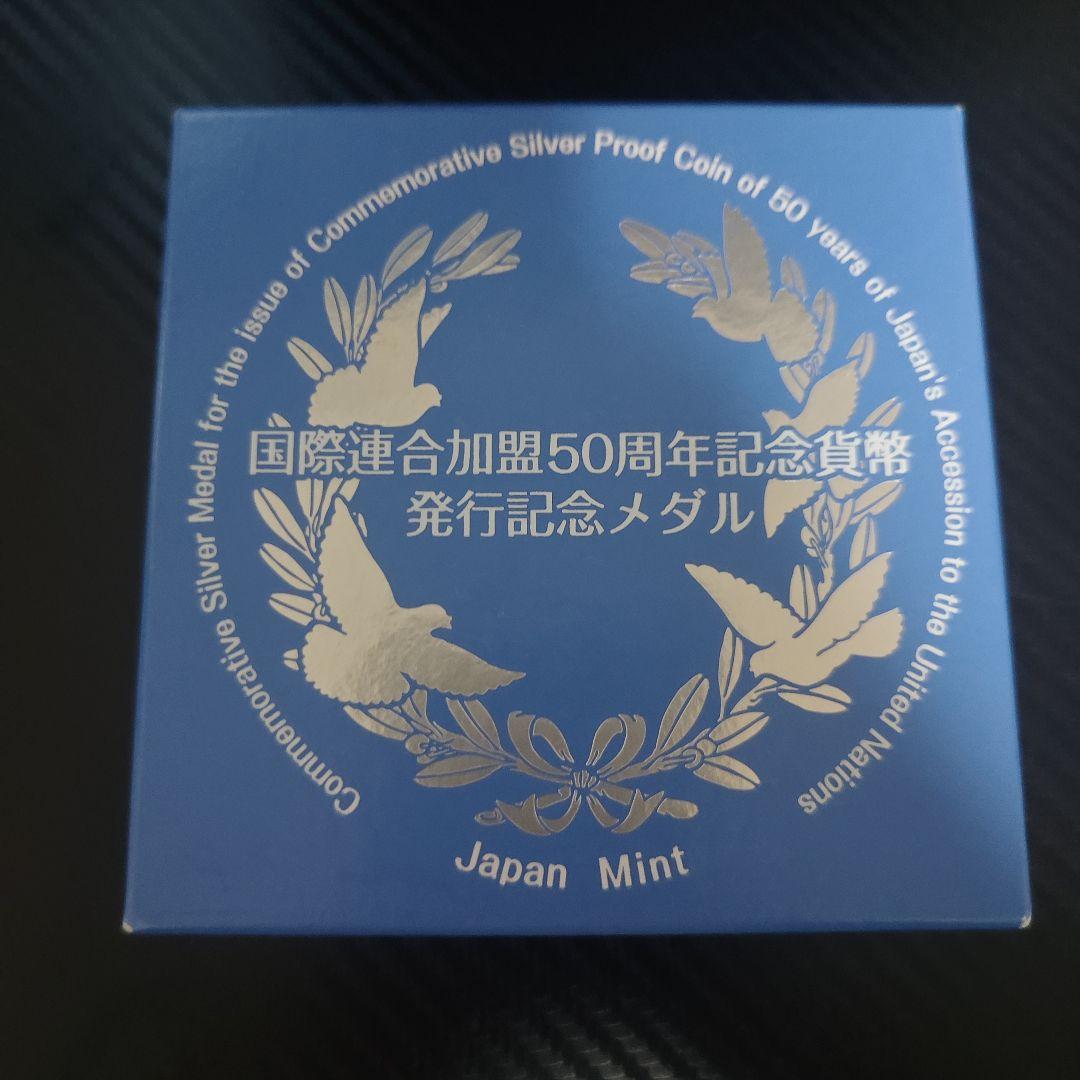 Commemorative Silver Medal for the issue of Commemorative Silver Proof Coin of 50 years of Japan's Accession to the United Nations
国際連合加盟50周年記念貨幣
発行記念メダル
Japan Mint